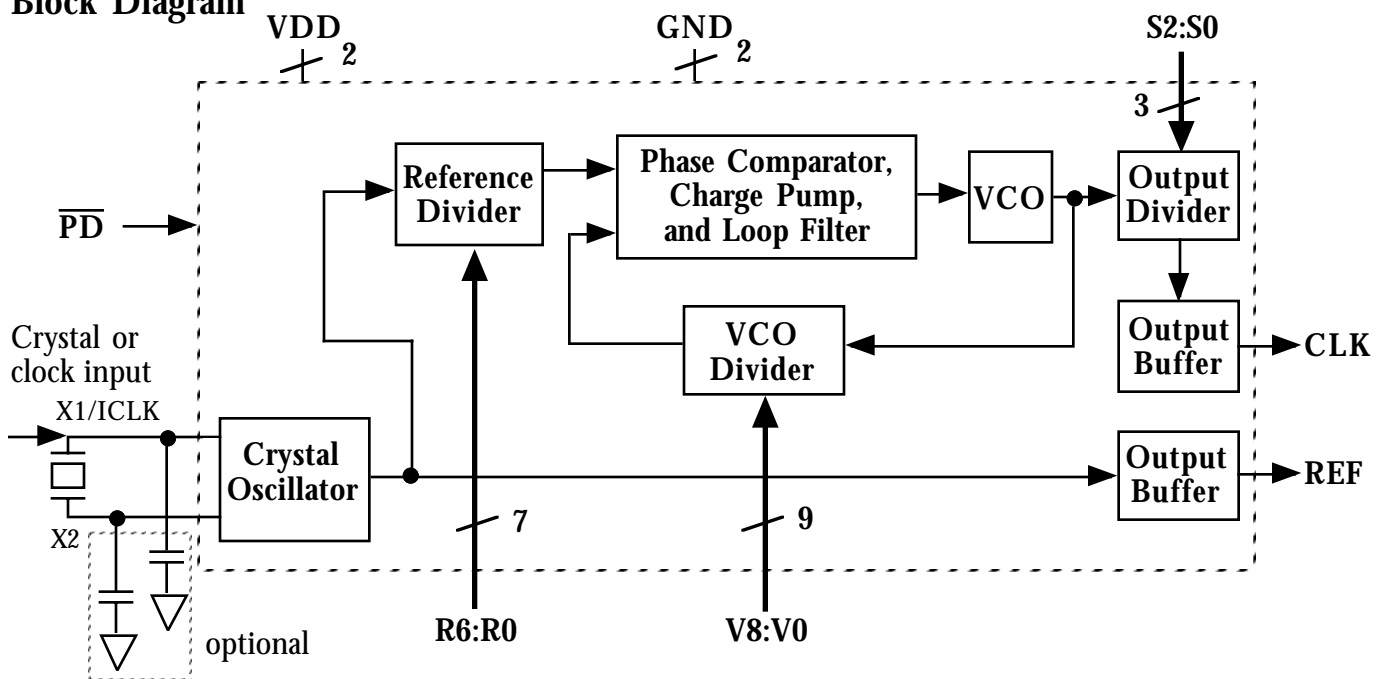 Block Diagram
VDD
2
GND
2
S2:S0
3
Reference
Divider
Phase Comparator,
Charge Pump,
and Loop Filter
VCO
Output
Divider
PD
VCO
Divider
Output
Buffer
CLK
Crystal or
clock input
X1/ICLK
Crystal
Oscillator
Output
Buffer
REF
X2
7
9
optional
R6:R0
V8:V0